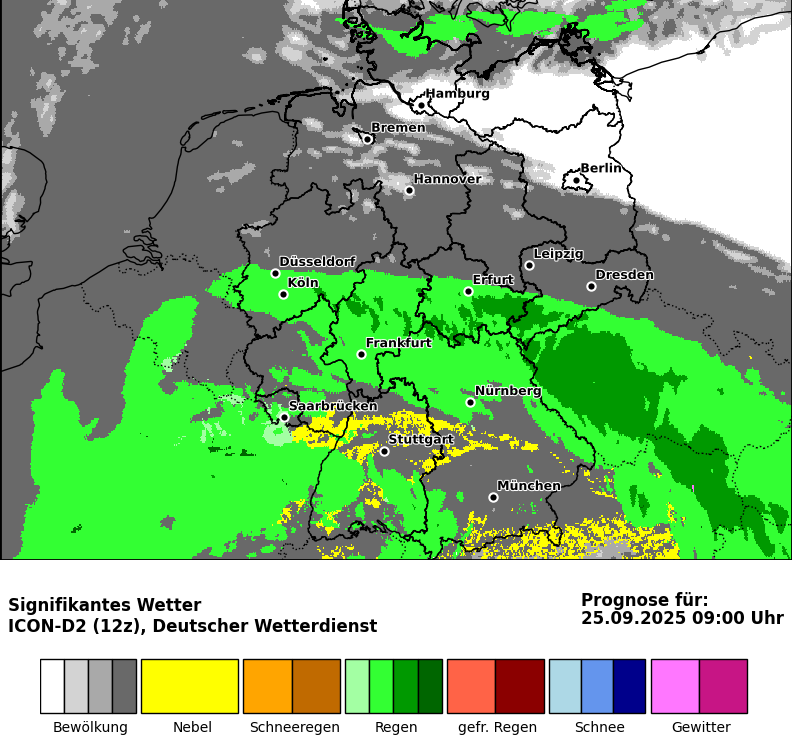 Hamburg
Bremen
Berlin
Hannover
Leipzig
Düsseldorf
Dresden
Köln
Erfurt
Frankfurt
Nürnberg
Saarbrücken
Stuttgart
München
Signifikantes Wetter
ICON-D2 (12z), Deutscher Wetterdienst
Prognose für:
25.09.2025 09:00 Uhr
Bewölkung
Nebel
Schneeregen
Regen
gefr. Regen
Schnee
Gewitter